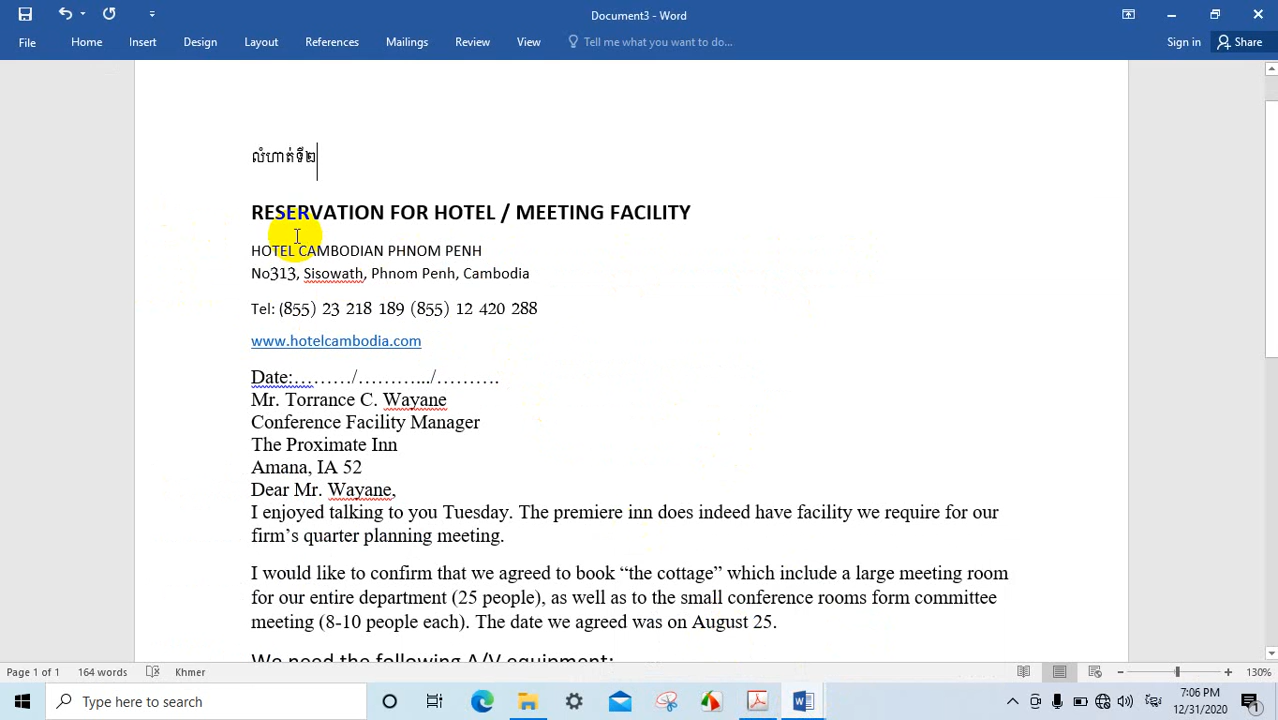 Document3 - Word
File Home Insert Design Layout References Mailings Review View Tell me what you want to do... Sign in Share
លំហាត់ទី២
RESERVATION FOR HOTEL / MEETING FACILITY
HOTEL CAMBODIAN PHNOM PENH
No313, Sisowath, Phnom Penh, Cambodia
Tel: (855) 23 218 189 (855) 12 420 288
www.hotelcambodia.com
Date:………/………../……….
Mr. Torrance C. Wayane
Conference Facility Manager
The Proximate Inn
Amana, IA 52
Dear Mr. Wayane,
I enjoyed talking to you Tuesday. The premiere inn does indeed have facility we require for our
firm’s quarter planning meeting.
I would like to confirm that we agreed to book “the cottage” which include a large meeting room
for our entire department (25 people), as well as to the small conference rooms form committee
meeting (8-10 people each). The date we agreed was on August 25.
We need the following A/V equipment:
Page 1 of 1 164 words Khmer 130%
Type here to search 7:06 PM
12/31/2020 1